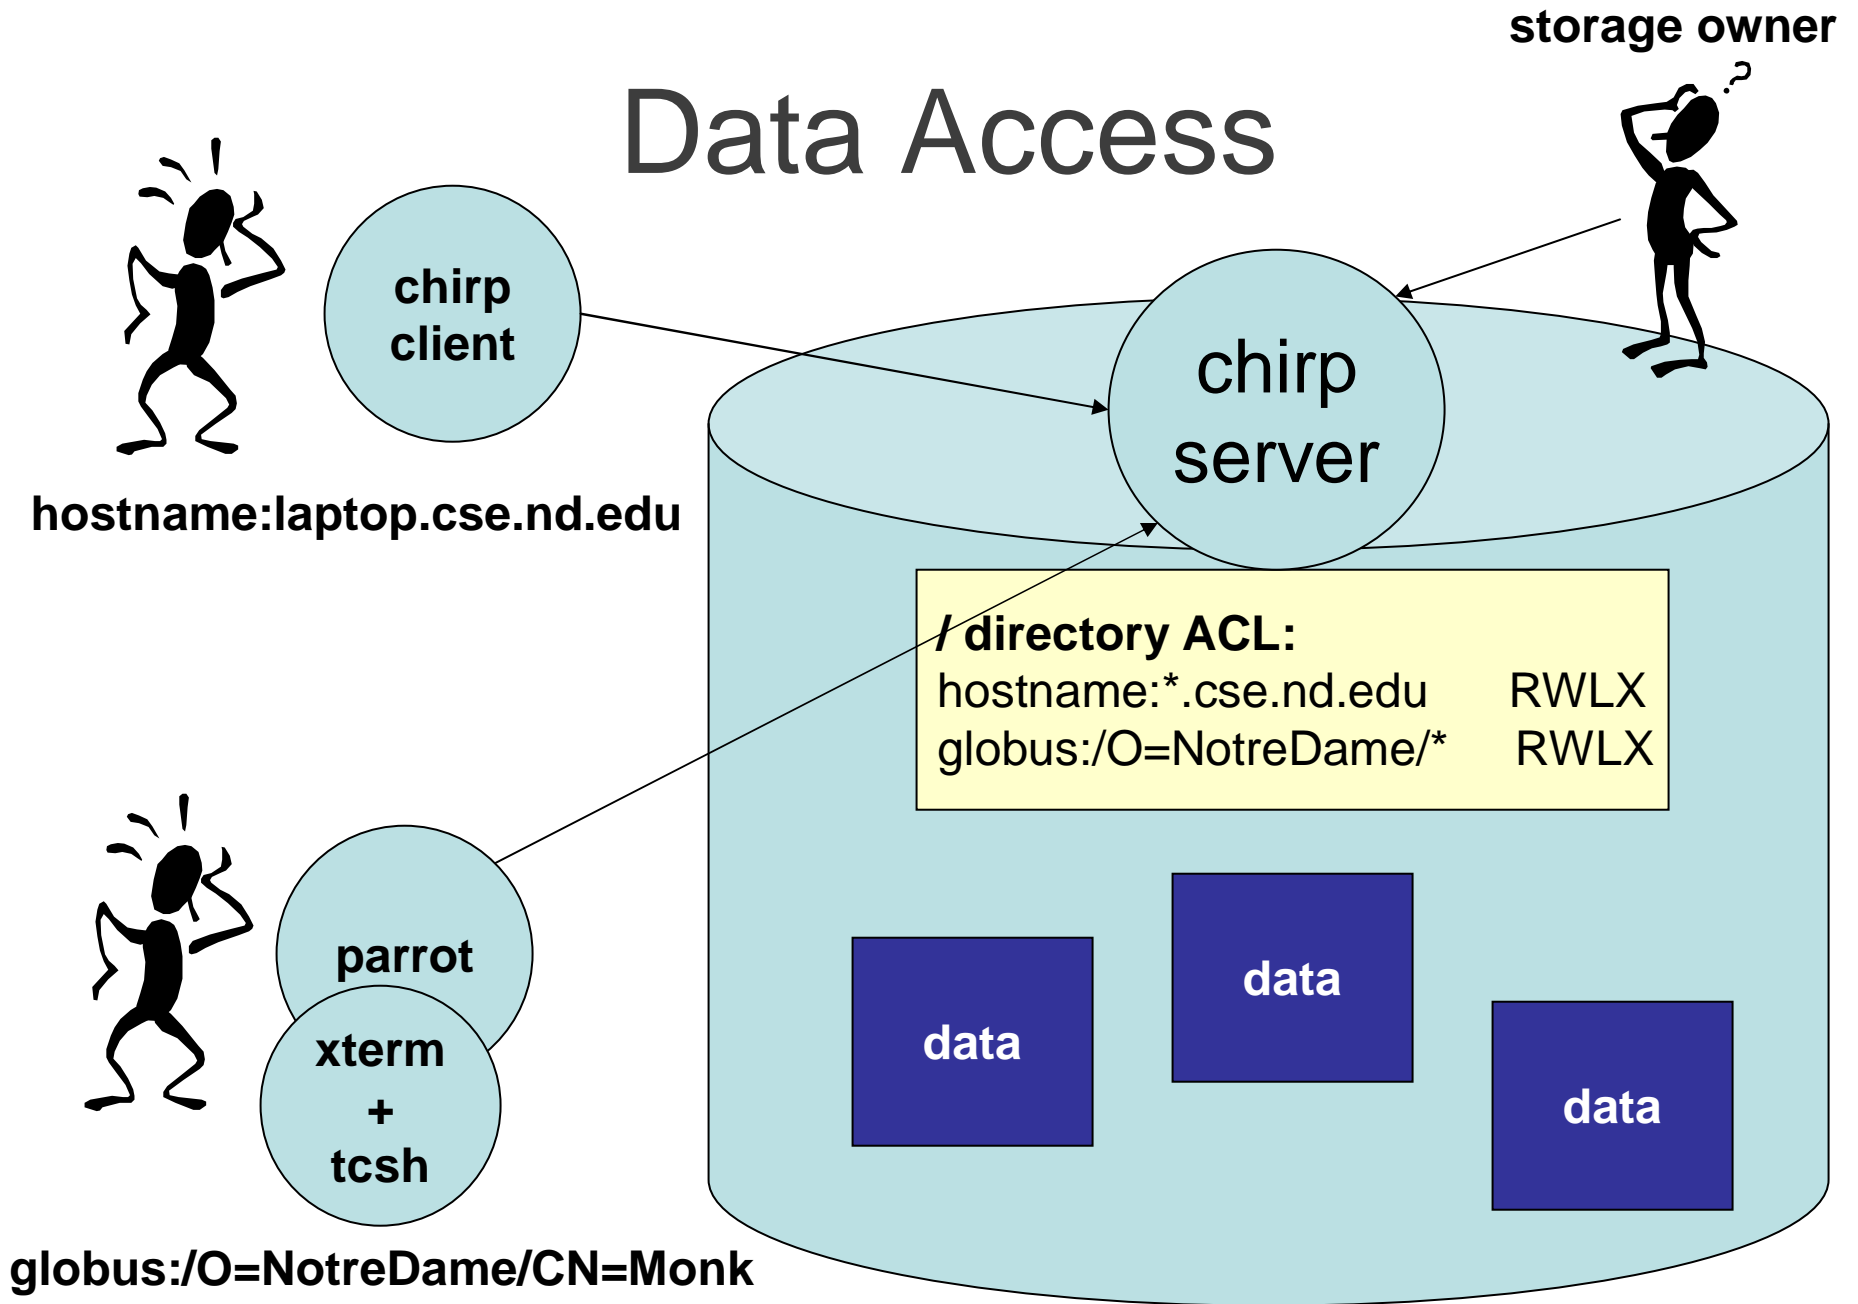 storage owner
Data Access
chirp
client
chirp
server
hostname:laptop.cse.nd.edu
/ directory ACL:
hostname:*.cse.nd.edu RWLX
globus:/O=NotreDame/* RWLX
parrot
xterm
+
tcsh
data
data
data
globus:/O=NotreDame/CN=Monk
?